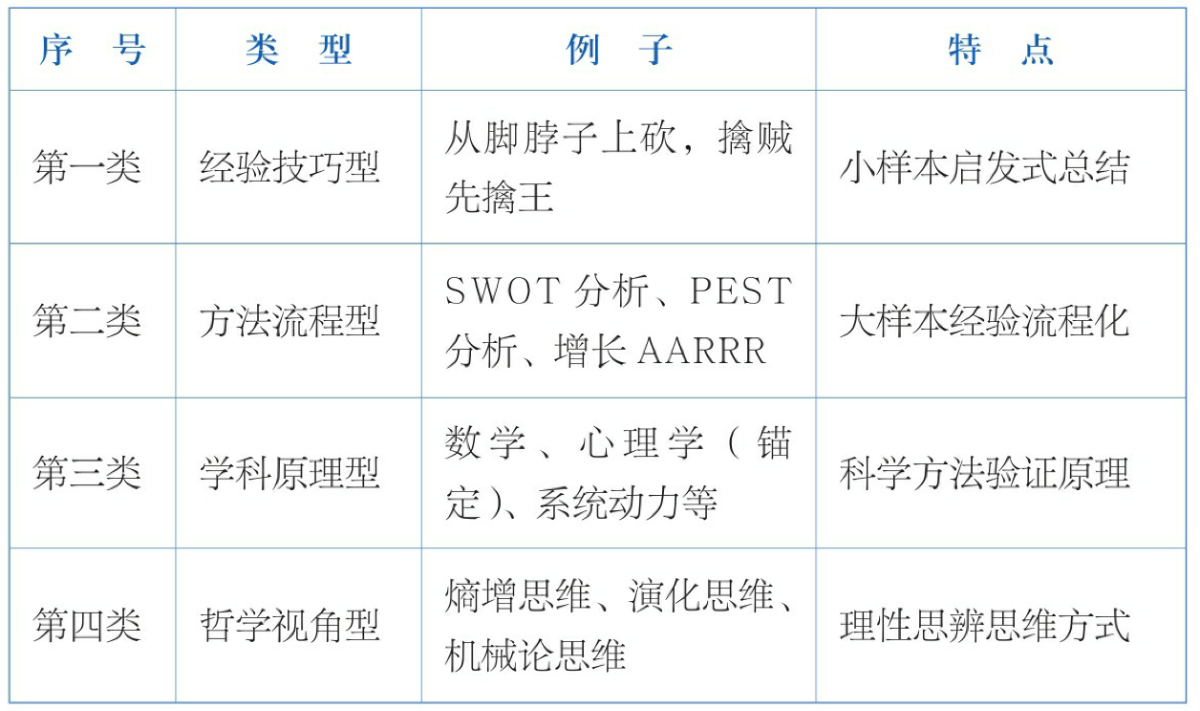 序 号 类 型 例 子 特 点
第一类 经验技巧型 从脚脖子上砍，擒贼
先擒王 小样本启发式总结
第二类 方法流程型 SWOT 分析、PEST
分析、增长 AARRR 大样本经验流程化
第三类 学科原理型 数学、心理学（锚
定）、系统动力等 科学方法验证原理
第四类 哲学视角型 熵增思维、演化思维、
机械论思维 理性思辨思维方式